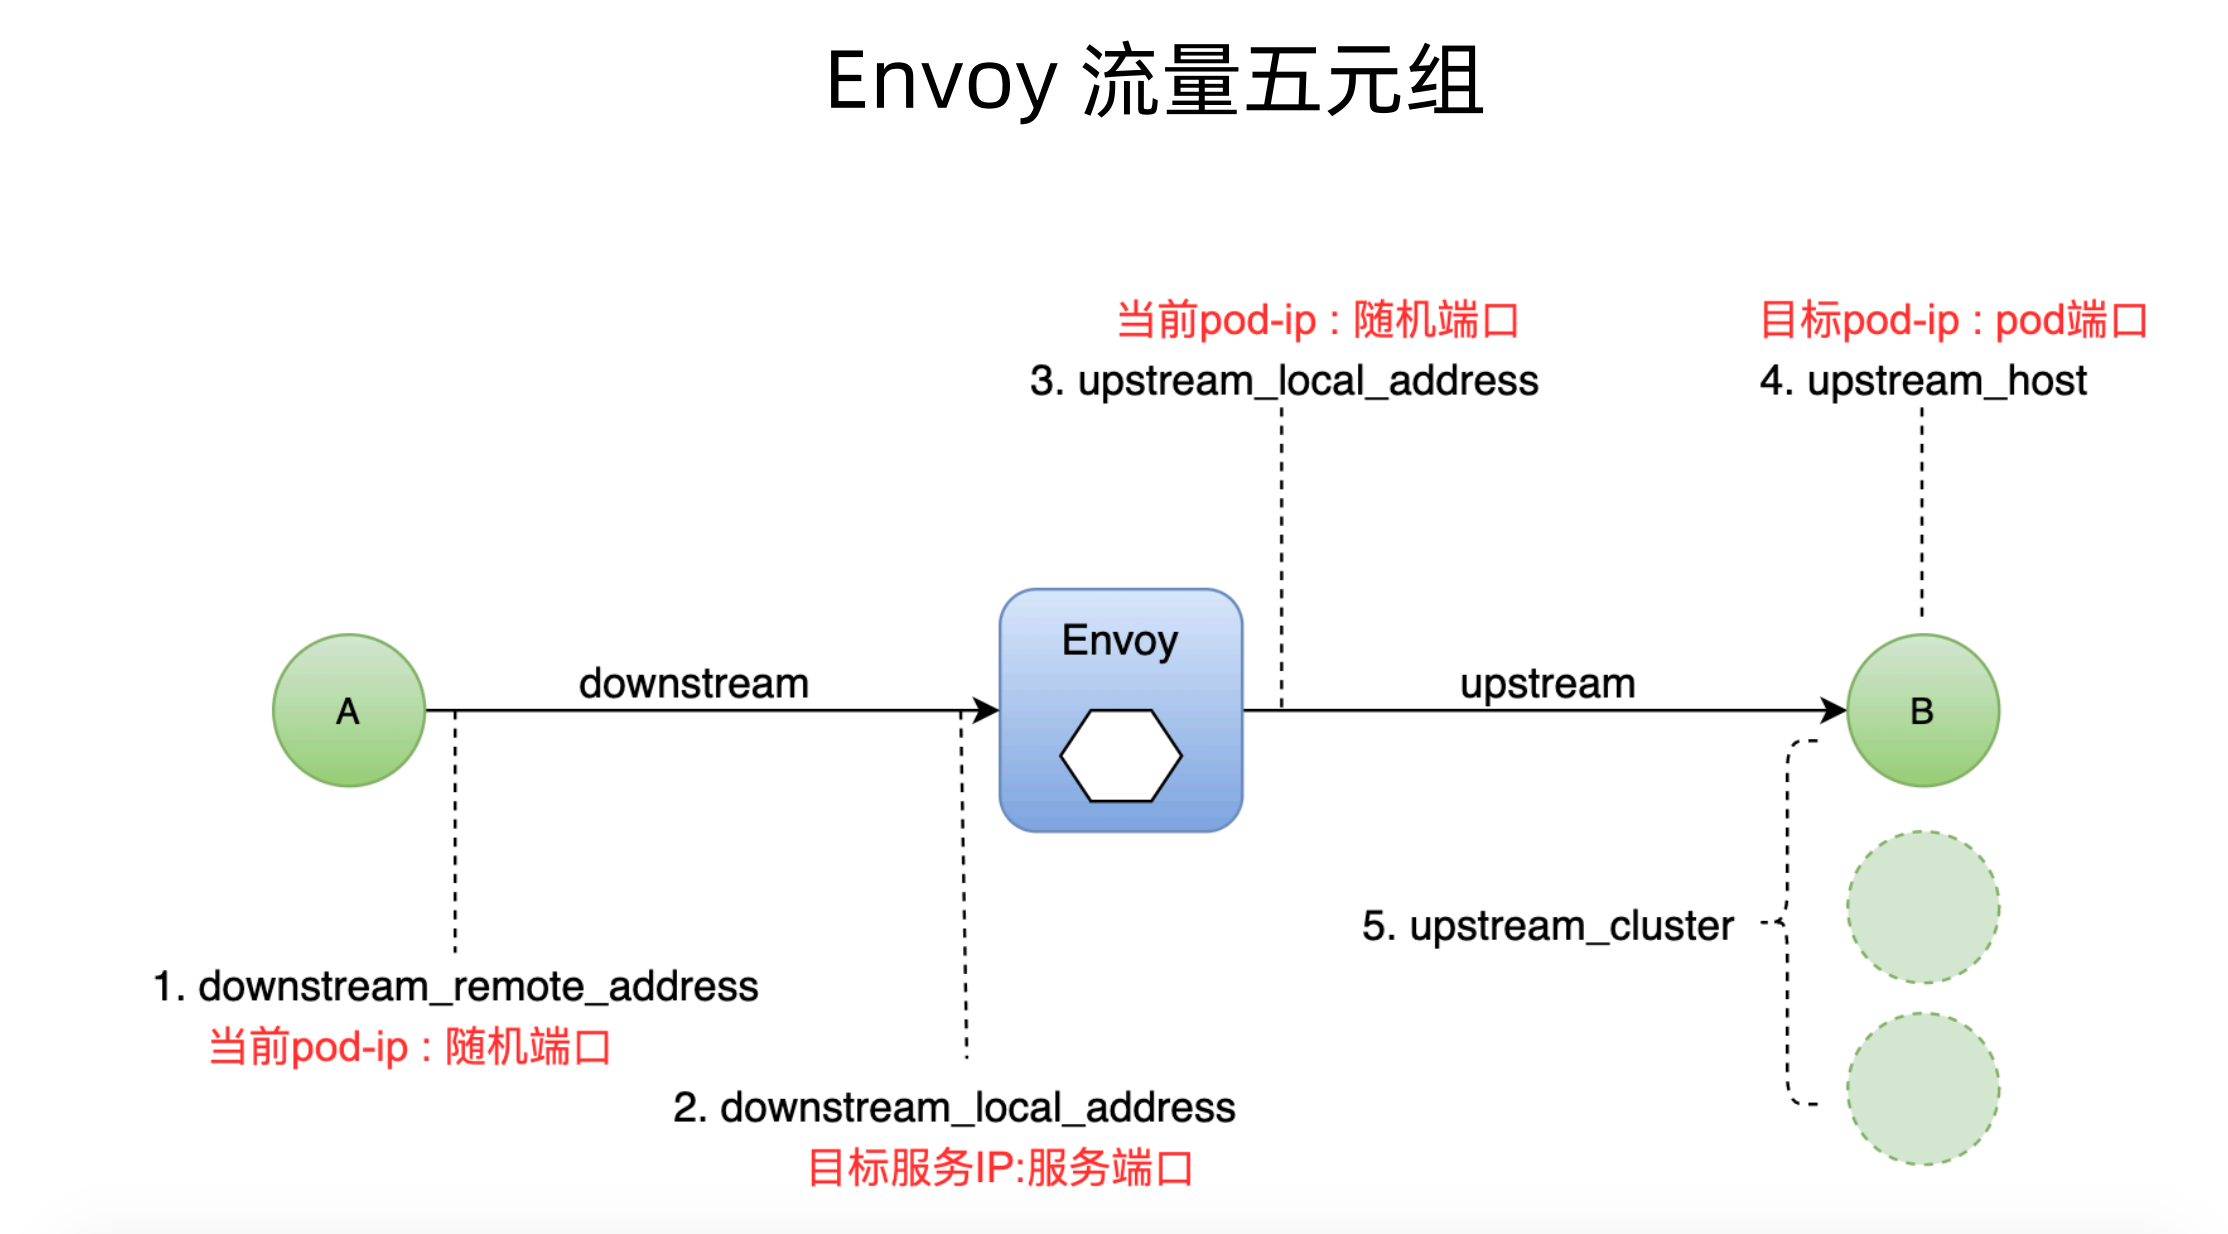 Envoy 流量五元组
当前pod-ip : 随机端口
3. upstream_local_address
目标pod-ip : pod端口
4. upstream_host
Envoy
downstream
upstream
A
B
5. upstream_cluster
1. downstream_remote_address
当前pod-ip : 随机端口
2. downstream_local_address
目标服务IP:服务端口